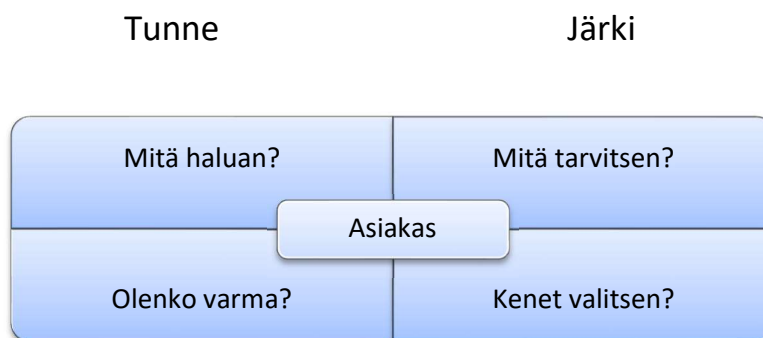 Tunne Järki
Mitä haluan? Mitä tarvitsen?
Asiakas
Olenko varma? Kenet valitsen?